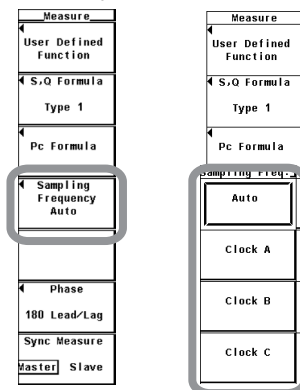 Measure
User Defined
Function
S,Q Formula
Type 1
Pc Formula
Sampling
Frequency
Auto
Phase
180 Lead/Lag
Sync Measure
Master Slave
Measure
User Defined
Function
S,Q Formula
Type 1
Pc Formula
Sampling Freq.
Auto
Clock A
Clock B
Clock C